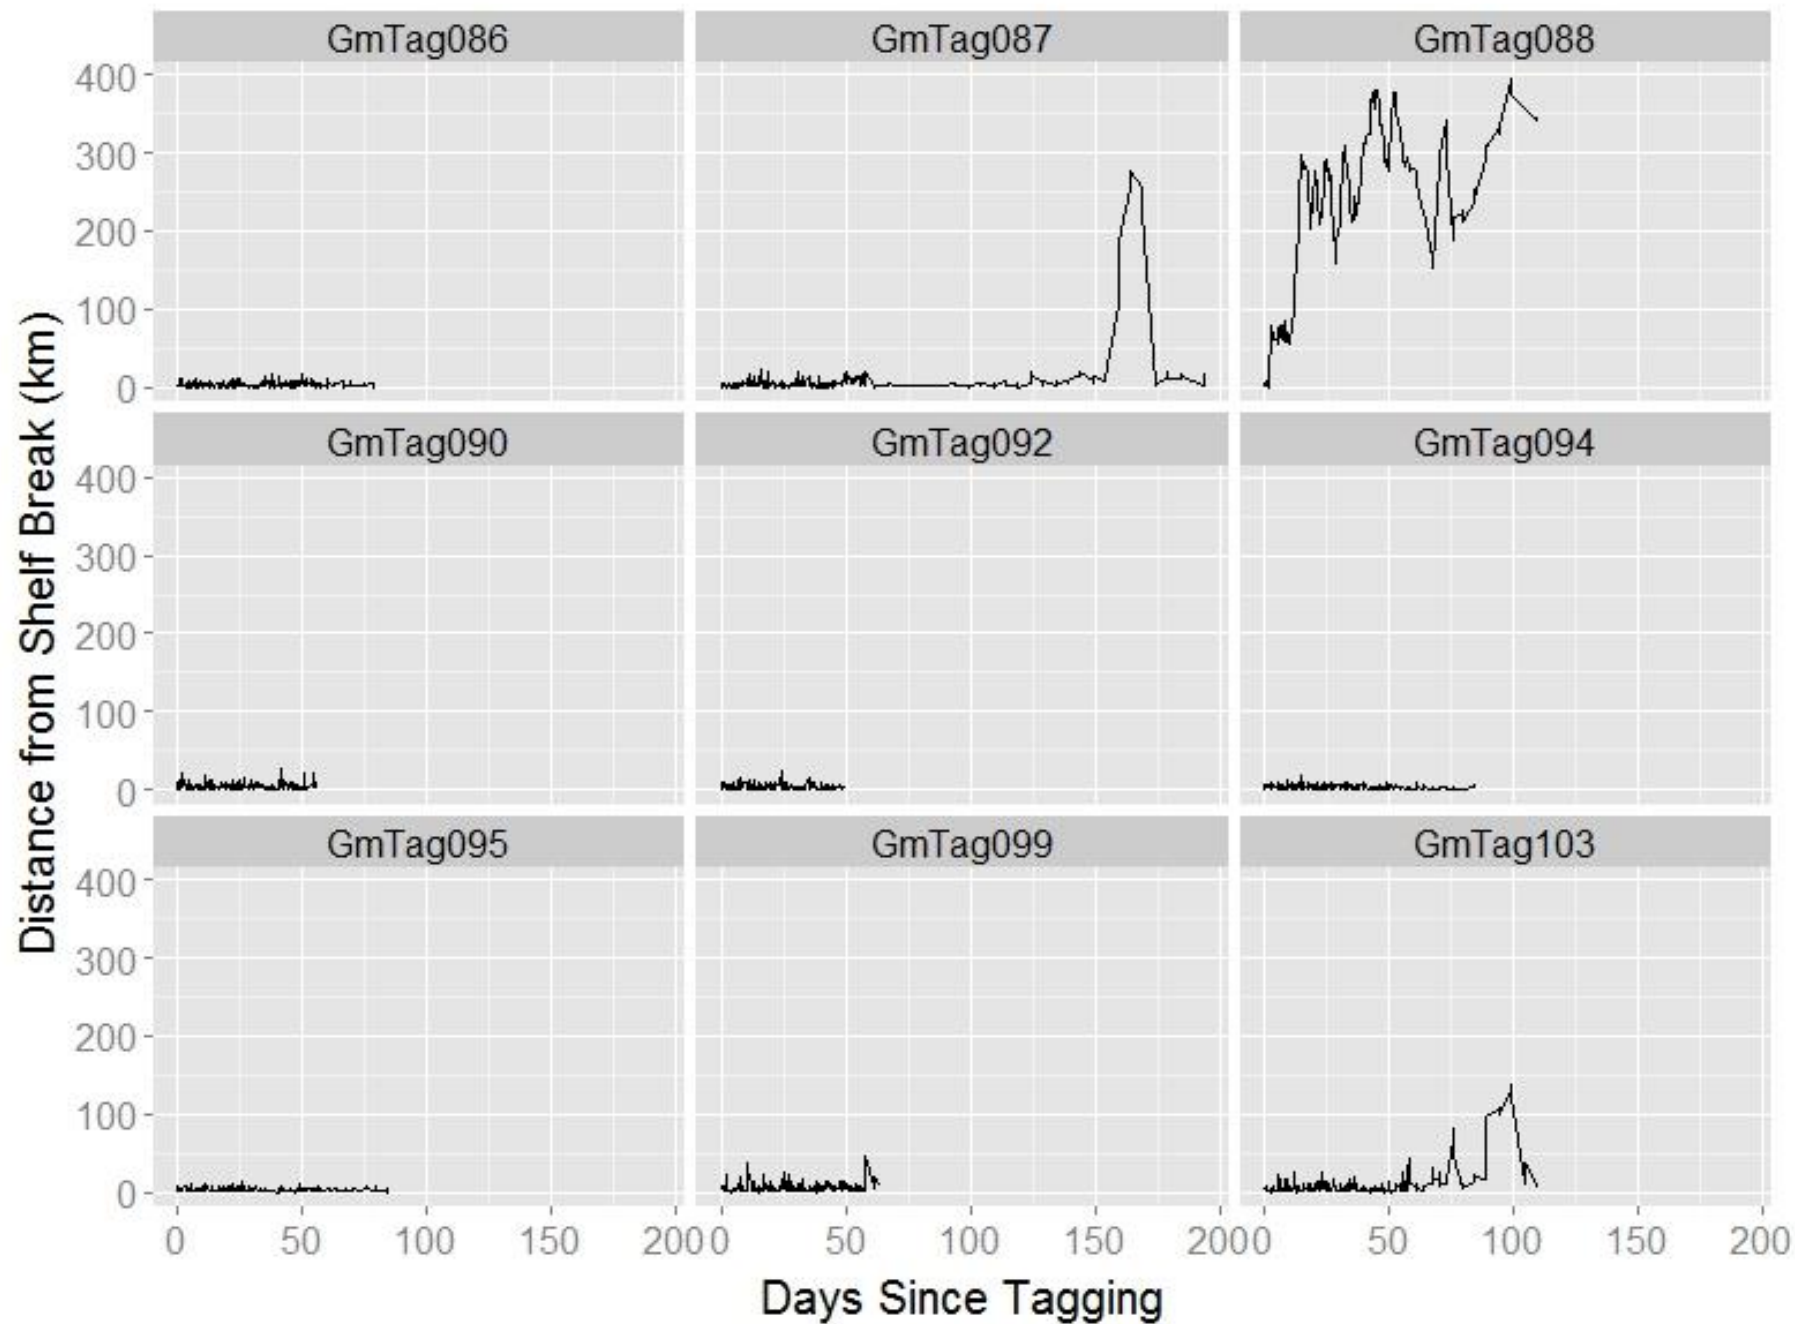 GmTag086 GmTag087 GmTag088
400
300
200
100
0
GmTag090 GmTag092 GmTag094
400
300
200
100
0
GmTag095 GmTag099 GmTag103
400
300
200
100
0
0 50 100 150 200 0 50 100 150 200 0 50 100 150 200
Distance from Shelf Break (km)
Days Since Tagging